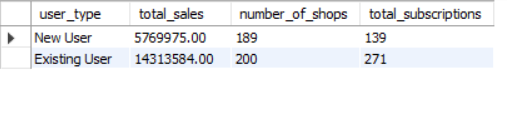 user_type total_sales number_of_shops total_subscriptions
New User 5769975.00 189 139
Existing User 14313584.00 200 271